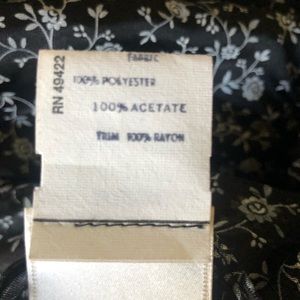 FABRIC
100% POLYESTER
100% ACETATE
TRIM 100% RAYON
RN 49422